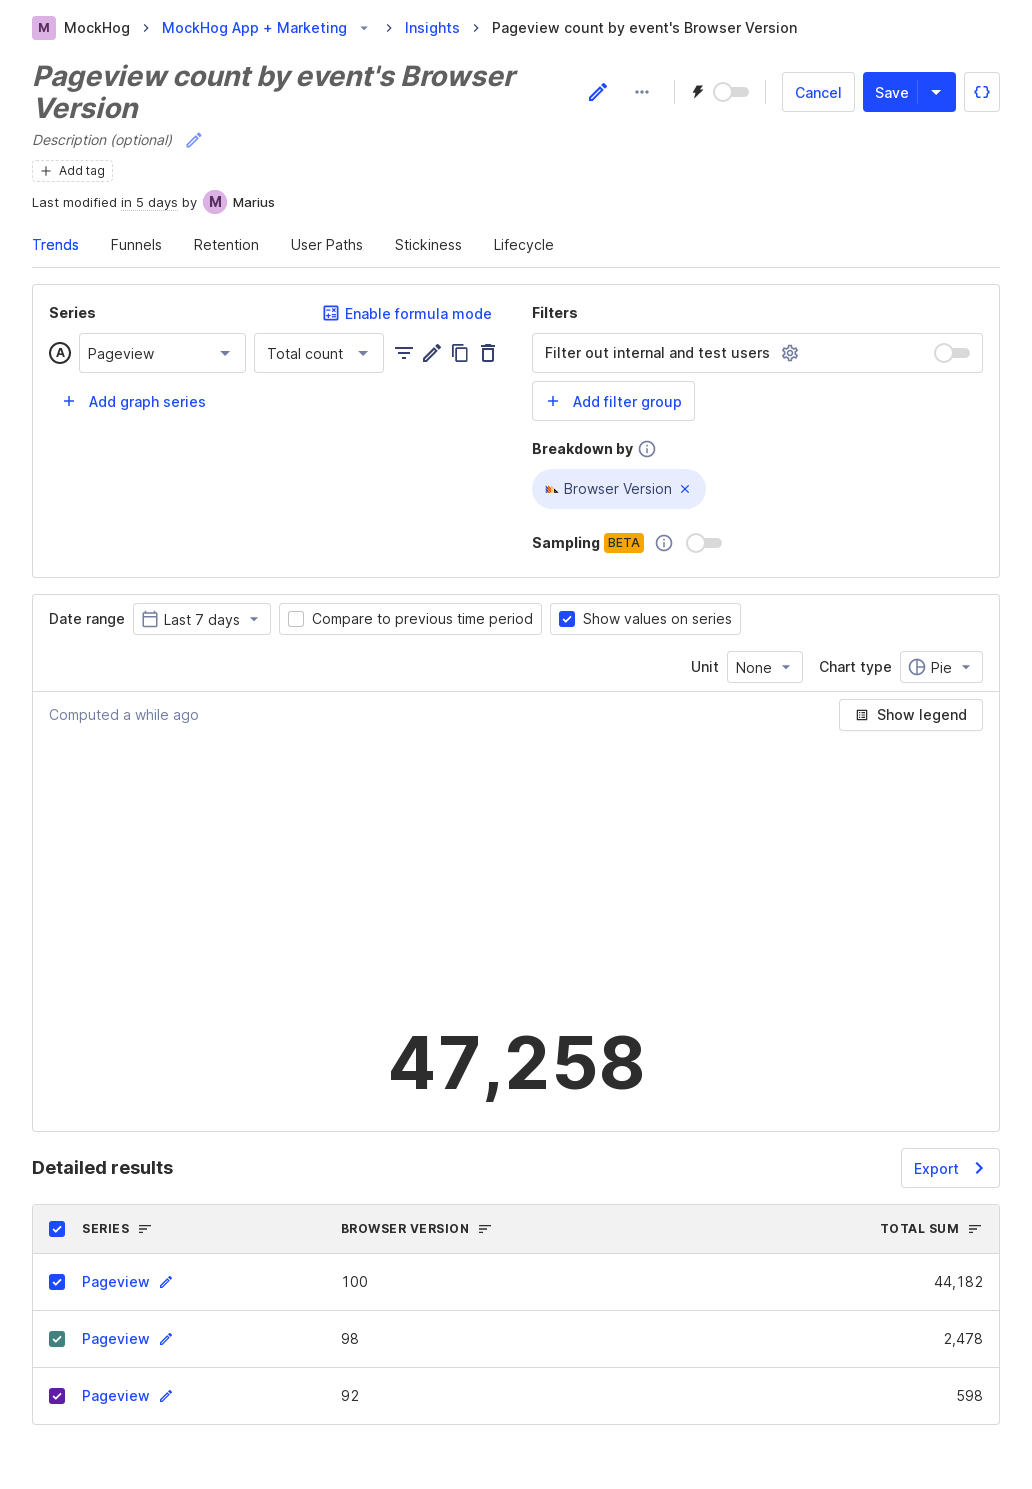 M MockHog > MockHog App + Marketing > Insights > Pageview count by event's Browser Version
Pageview count by event's Browser
Version
Cancel Save
Description (optional)
Add tag
Last modified in 5 days by M Marius
Trends Funnels Retention User Paths Stickiness Lifecycle
Series Enable formula mode
A Pageview Total count
+ Add graph series
Filters
Filter out internal and test users
+ Add filter group
Breakdown by
Browser Version
Sampling BETA
Date range Last 7 days Compare to previous time period Show values on series
Unit None Chart type Pie
Computed a while ago Show legend
47,258
Detailed results Export
SERIES BROWSER VERSION TOTAL SUM
Pageview 100 44,182
Pageview 98 2,478
Pageview 92 598